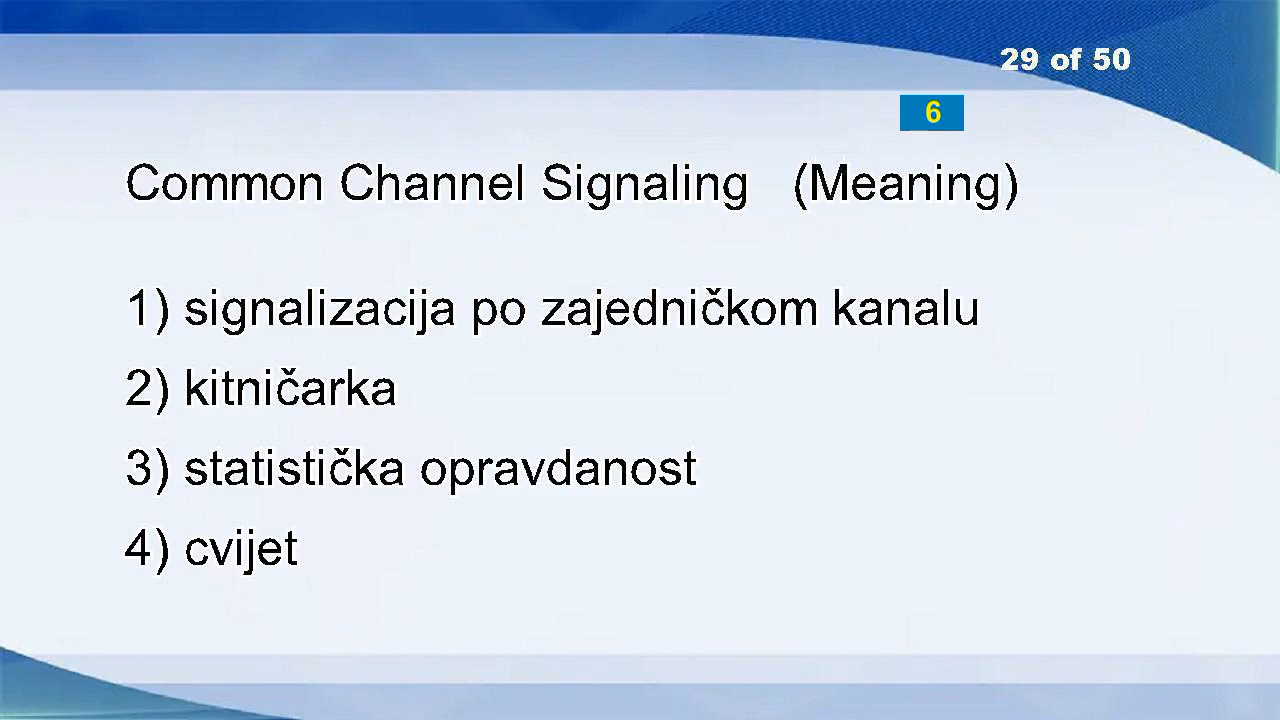 29 of 50
6
Common Channel Signaling (Meaning)
1) signalizacija po zajedničkom kanalu
2) kitničarka
3) statistička opravdanost
4) cvijet